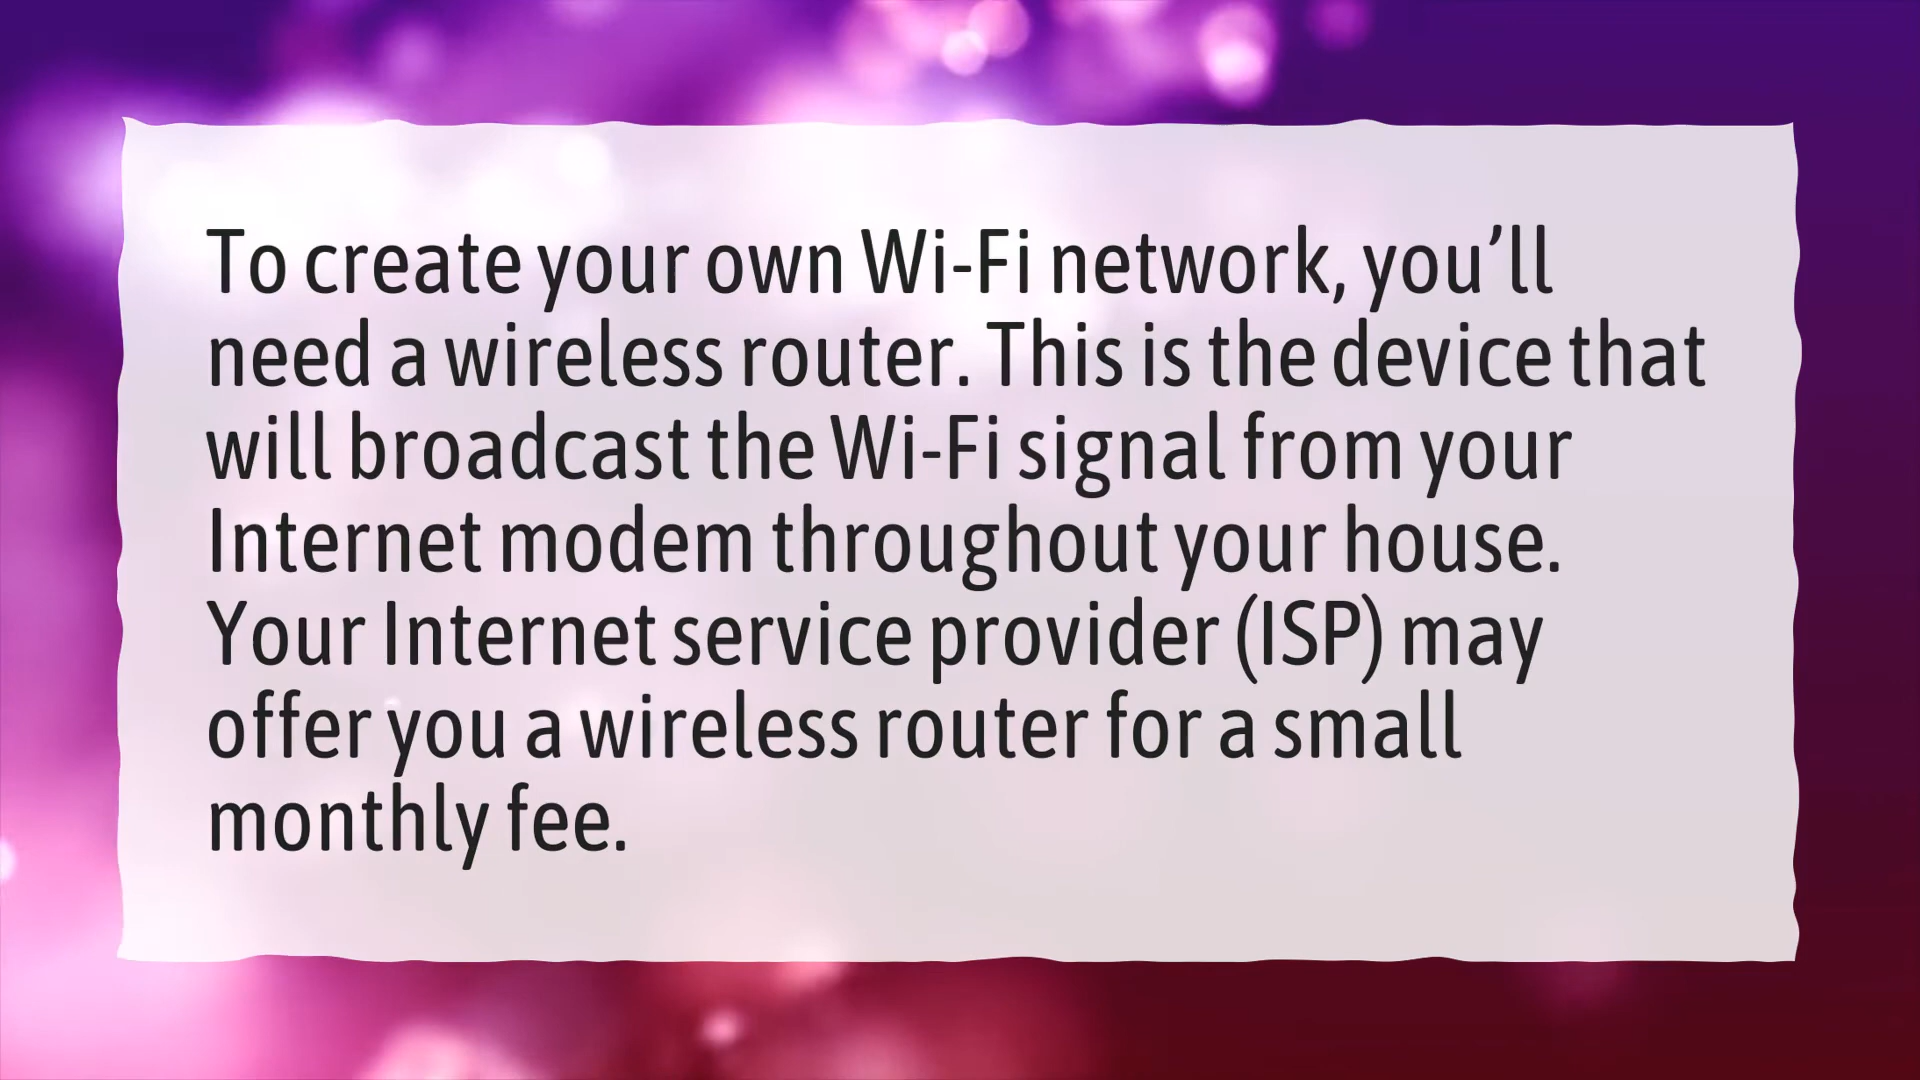 To create your own Wi-Fi network, you’ll
need a wireless router. This is the device that
will broadcast the Wi-Fi signal from your
Internet modem throughout your house.
Your Internet service provider (ISP) may
offer you a wireless router for a small
monthly fee.